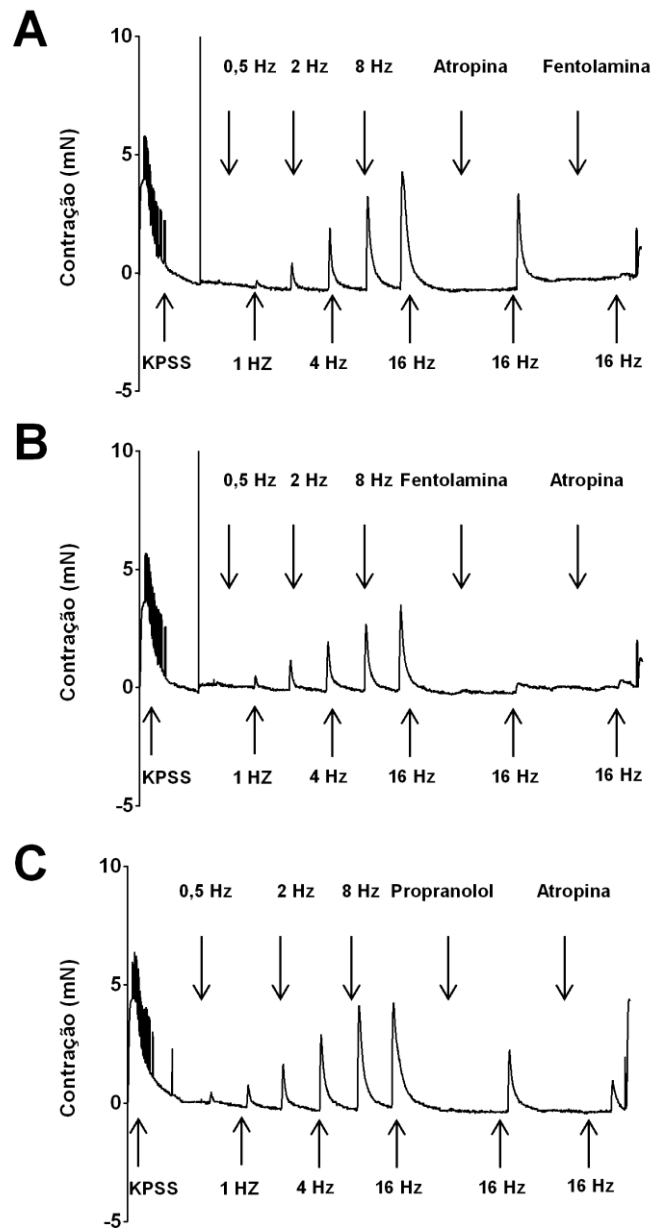 A
10
0,5 Hz 2 Hz 8 Hz Atropina Fentolamina
5
Contração (mN)
0
KPSS 1 HZ 4 Hz 16 Hz 16 Hz 16 Hz
-5
B
10
0,5 Hz 2 Hz 8 Hz Fentolamina Atropina
5
Contração (mN)
0
KPSS 1 HZ 4 Hz 16 Hz 16 Hz 16 Hz
-5
C
10
0,5 Hz 2 Hz 8 Hz Propranolol Atropina
5
Contração (mN)
0
KPSS 1 HZ 4 Hz 16 Hz 16 Hz 16 Hz
-5